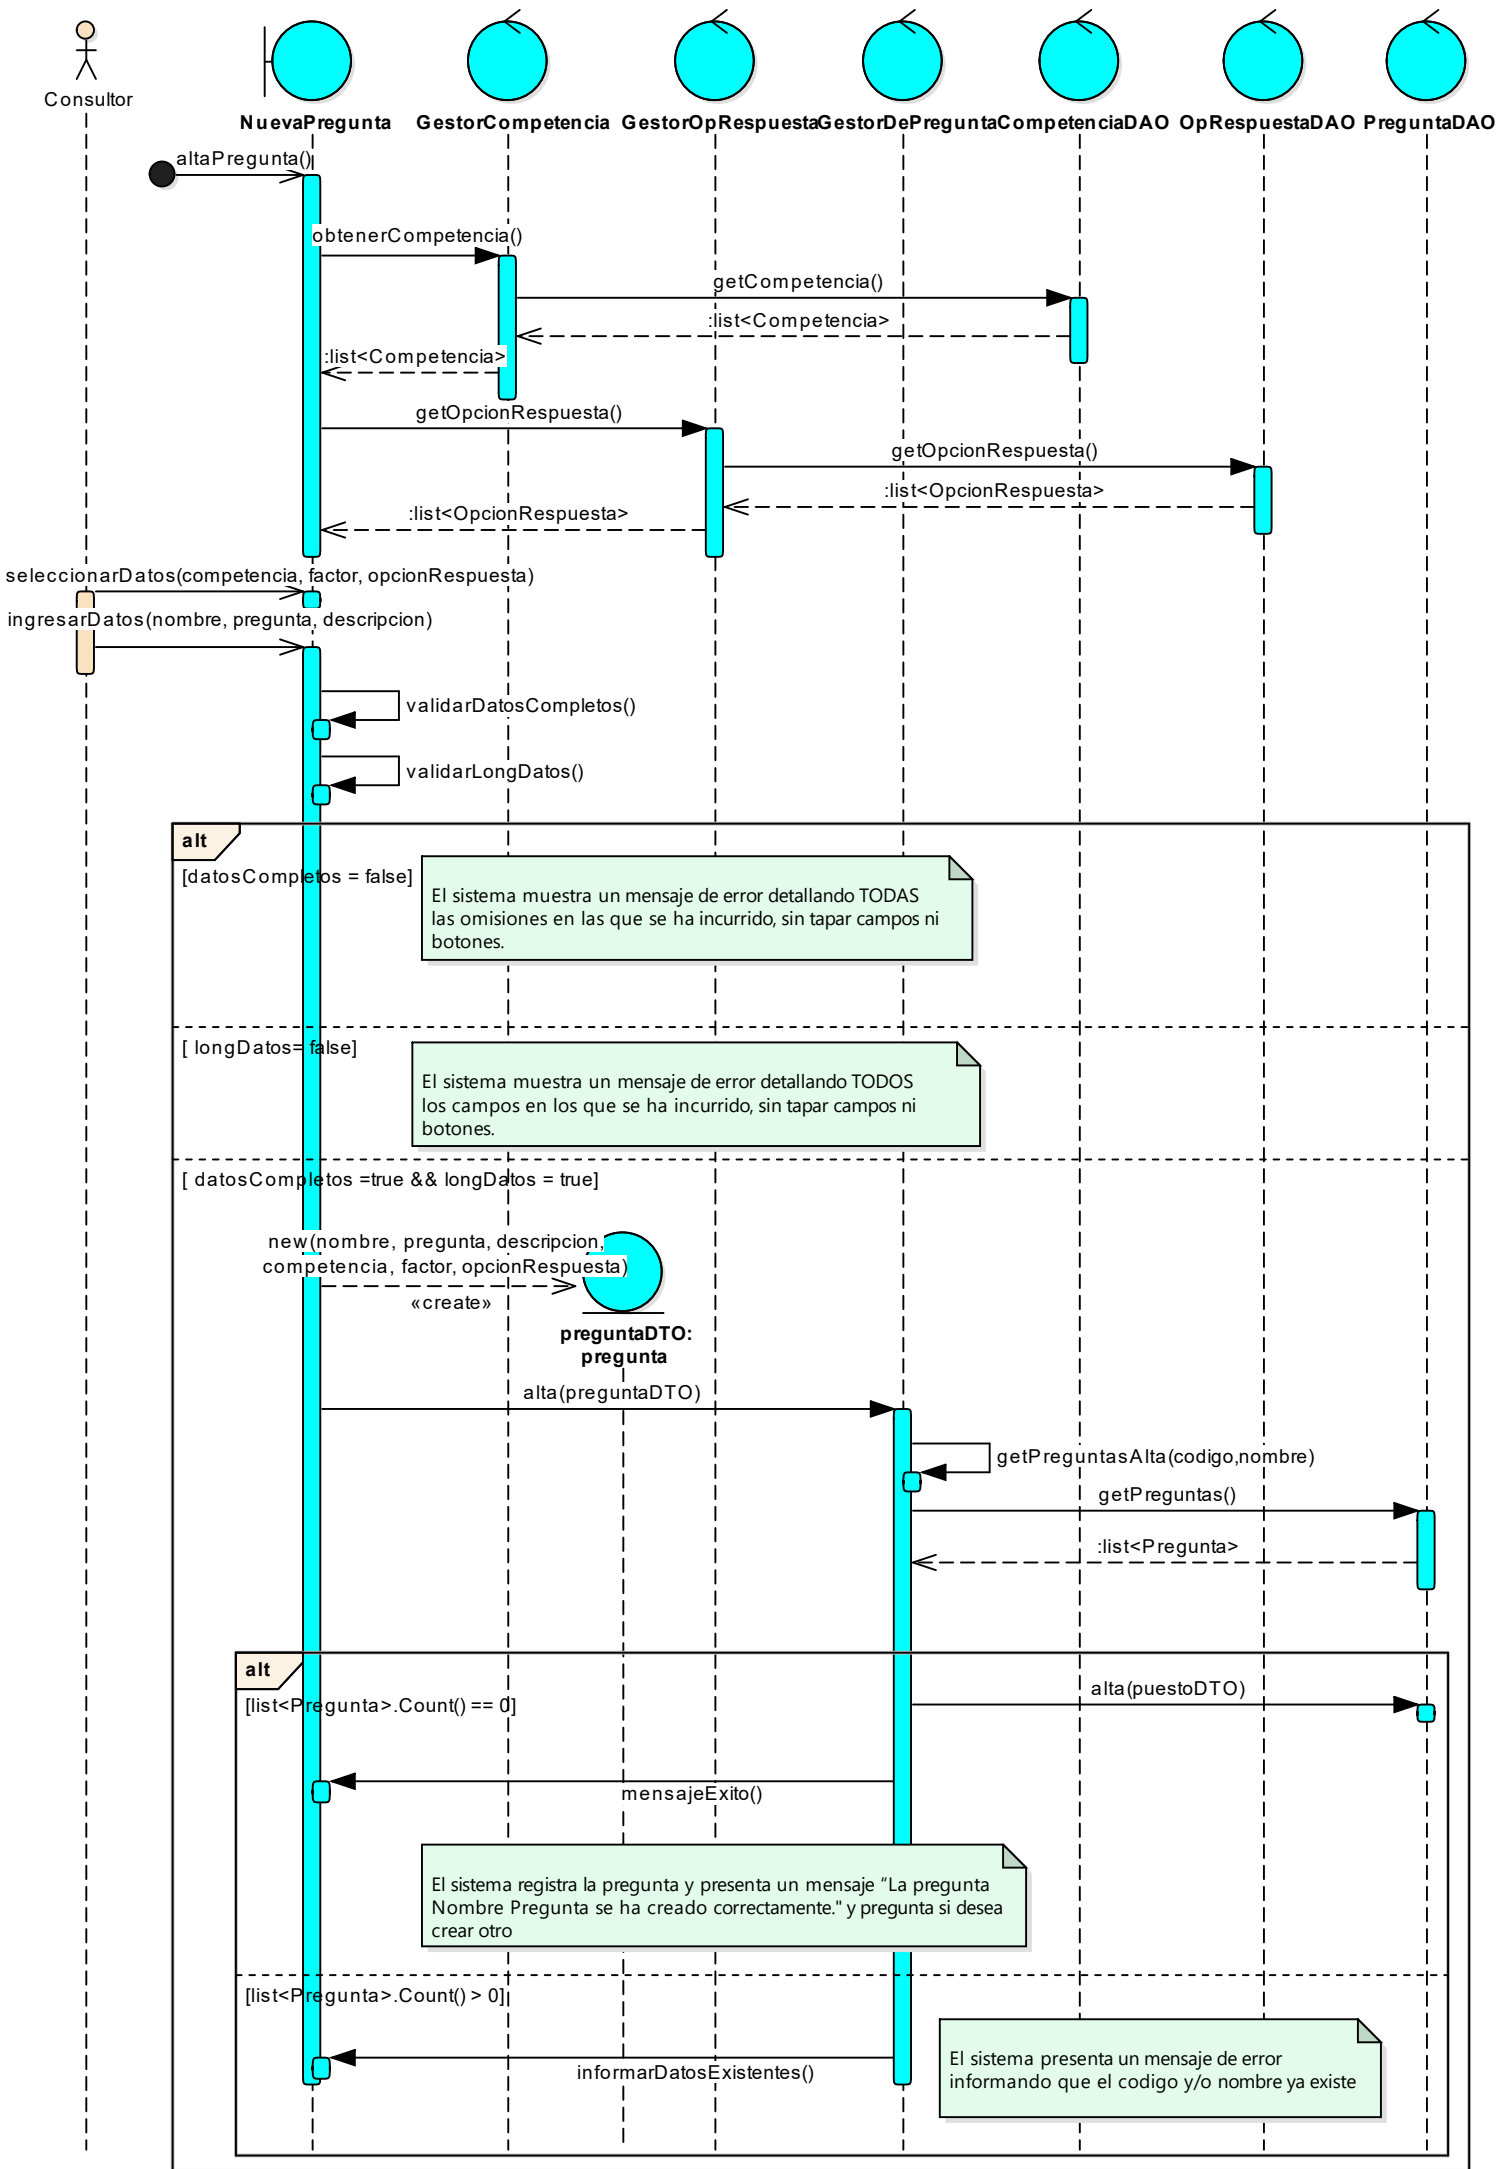 Consultor
NuevaPregunta
GestorCompetencia
GestorOpRespuesta
GestorDePregunta
CompetenciaDAO
OpRespuestaDAO
PreguntaDAO
altaPregunta()
obtenerCompetencia()
getCompetencia()
:list<Competencia>
:list<Competencia>
getOpcionRespuesta()
getOpcionRespuesta()
:list<OpcionRespuesta>
:list<OpcionRespuesta>
seleccionarDatos(competencia, factor, opcionRespuesta)
ingresarDatos(nombre, pregunta, descripcion)
validarDatosCompletos()
validarLongDatos()
alt
[datosCompletos = false]
El sistema muestra un mensaje de error detallando TODAS
las omisiones en las que se ha incurrido, sin tapar campos ni
botones.
[ longDatos= false]
El sistema muestra un mensaje de error detallando TODOS
los campos en los que se ha incurrido, sin tapar campos ni
botones.
[ datosCompletos =true && longDatos = true]
new(nombre, pregunta, descripcion,
competencia, factor, opcionRespuesta)
«create»
preguntaDTO:
pregunta
alta(preguntaDTO)
getPreguntasAlta(codigo,nombre)
getPreguntas()
:list<Pregunta>
alt
[list<Pregunta>.Count() == 0]
alta(puestoDTO)
mensajeExito()
El sistema registra la pregunta y presenta un mensaje “La pregunta
Nombre Pregunta se ha creado correctamente." y pregunta si desea
crear otro
[list<Pregunta>.Count() > 0]
informarDatosExistentes()
El sistema presenta un mensaje de error
informando que el codigo y/o nombre ya existe